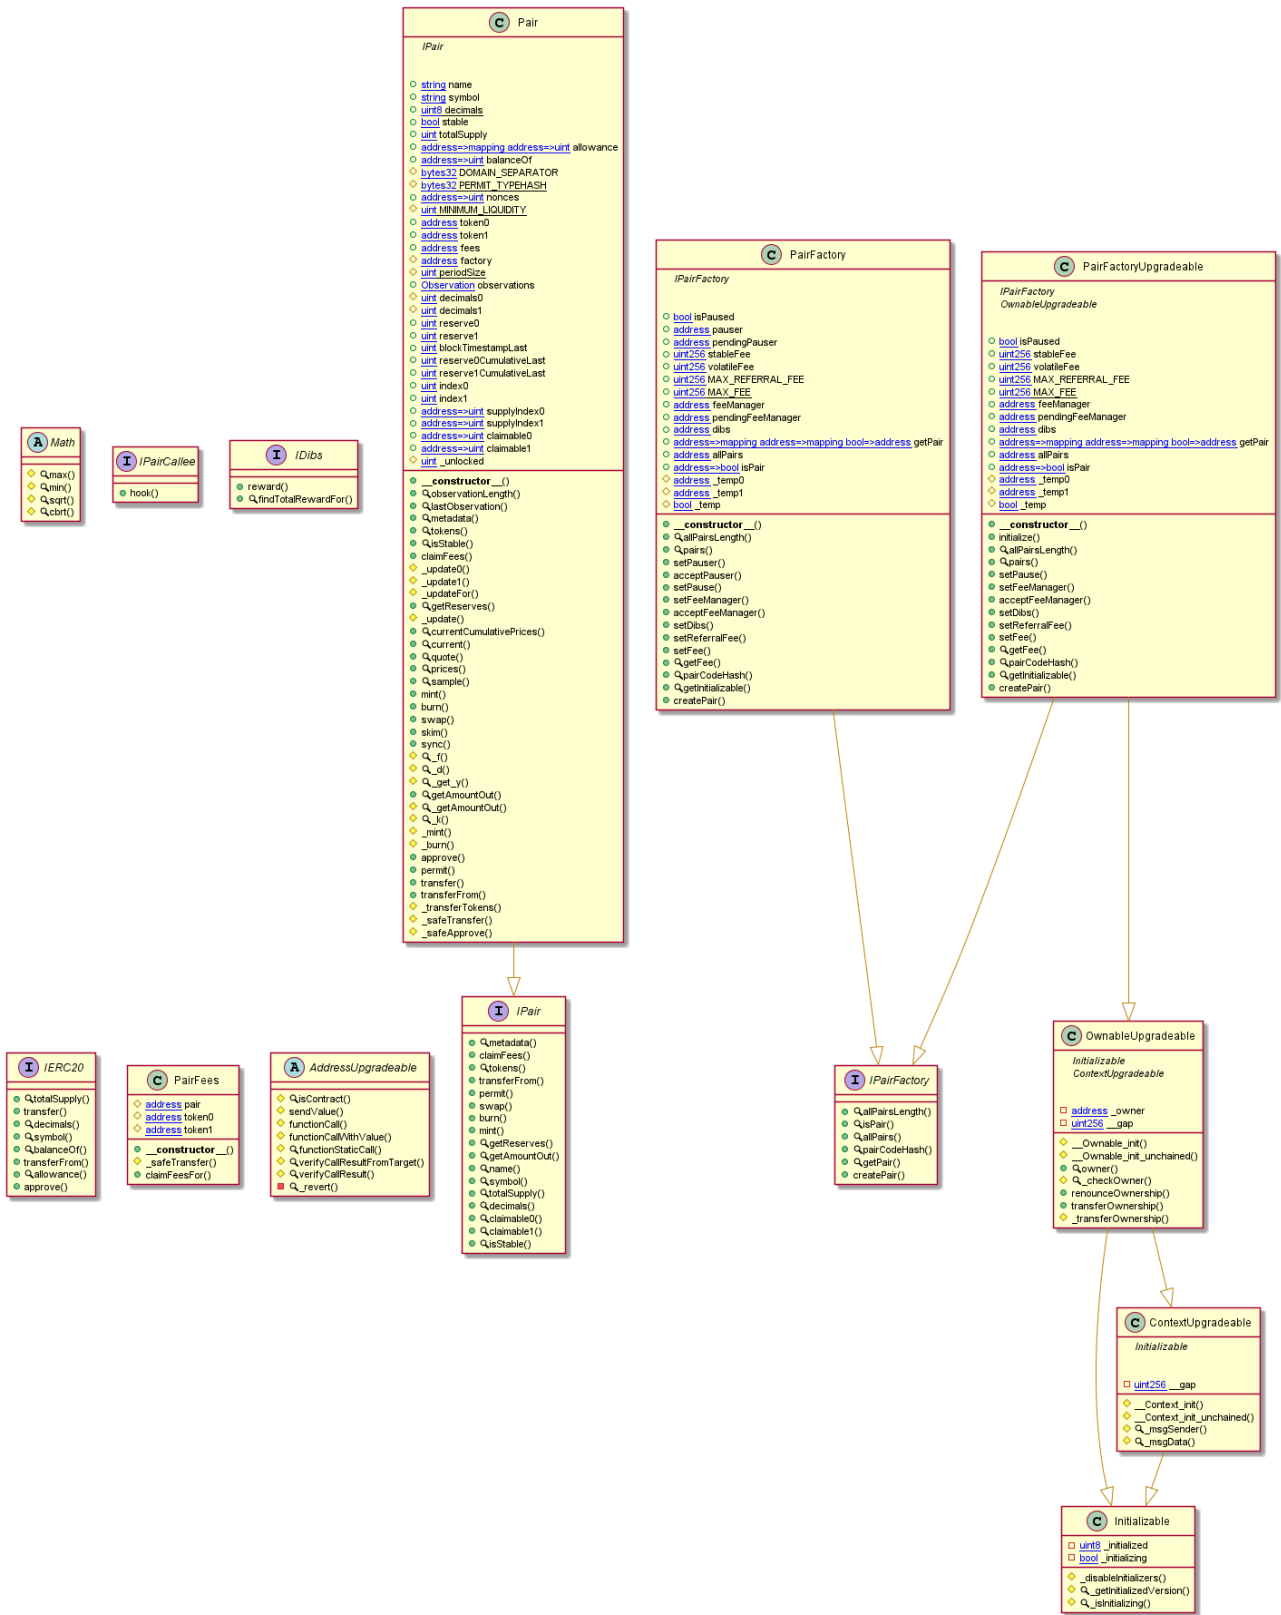 C Pair
IPair
string name
string symbol
uint8 decimals
bool stable
uint totalSupply
address=>mapping address=>uint allowance
address=>uint balanceOf
bytes32 DOMAIN_SEPARATOR
bytes32 PERMIT_TYPEHASH
address=>uint nonces
uint MINIMUM_LIQUIDITY
address token0
address token1
address fees
address factory
uint periodSize
Observation observations
uint decimals0
uint decimals1
uint reserve0
uint reserve1
uint blockTimestampLast
uint reserve0CumulativeLast
uint reserve1CumulativeLast
uint index0
uint index1
address=>uint supplyIndex0
address=>uint supplyIndex1
address=>uint claimable0
address=>uint claimable1
uint _unlocked
__constructor__()
observationLength()
lastObservation()
metadata()
tokens()
isStable()
claimFees()
_update0()
_update1()
_updateFor()
getReserves()
_update()
currentCumulativePrices()
current()
quote()
prices()
sample()
mint()
burn()
swap()
skim()
sync()
_f()
_d()
_get_y()
getAmountOut()
_getAmountOut()
_k()
_mint()
_burn()
approve()
permit()
transfer()
transferFrom()
_transferTokens()
_safeTransfer()
_safeApprove()
C PairFactory
IPairFactory
bool isPaused
address pauser
address pendingPauser
uint256 stableFee
uint256 volatileFee
uint256 MAX_REFERRAL_FEE
uint256 MAX_FEE
address feeManager
address pendingFeeManager
address dibs
address=>mapping address=>mapping bool=>address getPair
address allPairs
address=>bool isPair
address _temp0
address _temp1
bool _temp
__constructor__()
allPairsLength()
pairs()
setPauser()
acceptPauser()
setPause()
setFeeManager()
acceptFeeManager()
setDibs()
setReferralFee()
setFee()
getFee()
pairCodeHash()
getInitializable()
createPair()
C PairFactoryUpgradeable
IPairFactory
OwnableUpgradeable
bool isPaused
uint256 stableFee
uint256 volatileFee
uint256 MAX_REFERRAL_FEE
uint256 MAX_FEE
address feeManager
address pendingFeeManager
address dibs
address=>mapping address=>mapping bool=>address getPair
address allPairs
address=>bool isPair
address _temp0
address _temp1
bool _temp
__constructor__()
initialize()
allPairsLength()
pairs()
setPause()
setFeeManager()
acceptFeeManager()
setDibs()
setReferralFee()
setFee()
getFee()
pairCodeHash()
getInitializable()
createPair()
A Math
max()
min()
sqrt()
cbrt()
I IPairCallee
hook()
I IDibs
reward()
findTotalRewardFor()
I IERC20
totalSupply()
transfer()
decimals()
symbol()
balanceOf()
transferFrom()
allowance()
approve()
C PairFees
address pair
address token0
address token1
__constructor__()
_safeTransfer()
claimFeesFor()
A AddressUpgradeable
isContract()
sendValue()
functionCall()
functionCallWithValue()
functionStaticCall()
verifyCallResultFromTarget()
verifyCallResult()
_revert()
I IPair
metadata()
claimFees()
tokens()
transferFrom()
permit()
swap()
burn()
mint()
getReserves()
getAmountOut()
name()
symbol()
totalSupply()
decimals()
claimable0()
claimable1()
isStable()
I IPairFactory
allPairsLength()
isPair()
allPairs()
pairCodeHash()
getPair()
createPair()
C OwnableUpgradeable
Initializable
ContextUpgradeable
address _owner
uint256 __gap
__Ownable_init()
__Ownable_init_unchained()
owner()
_checkOwner()
renounceOwnership()
transferOwnership()
_transferOwnership()
C ContextUpgradeable
Initializable
uint256 __gap
__Context_init()
__Context_init_unchained()
_msgSender()
_msgData()
C Initializable
uint8 _initialized
bool _initializing
_disableInitializers()
_getInitializedVersion()
_isInitializing()